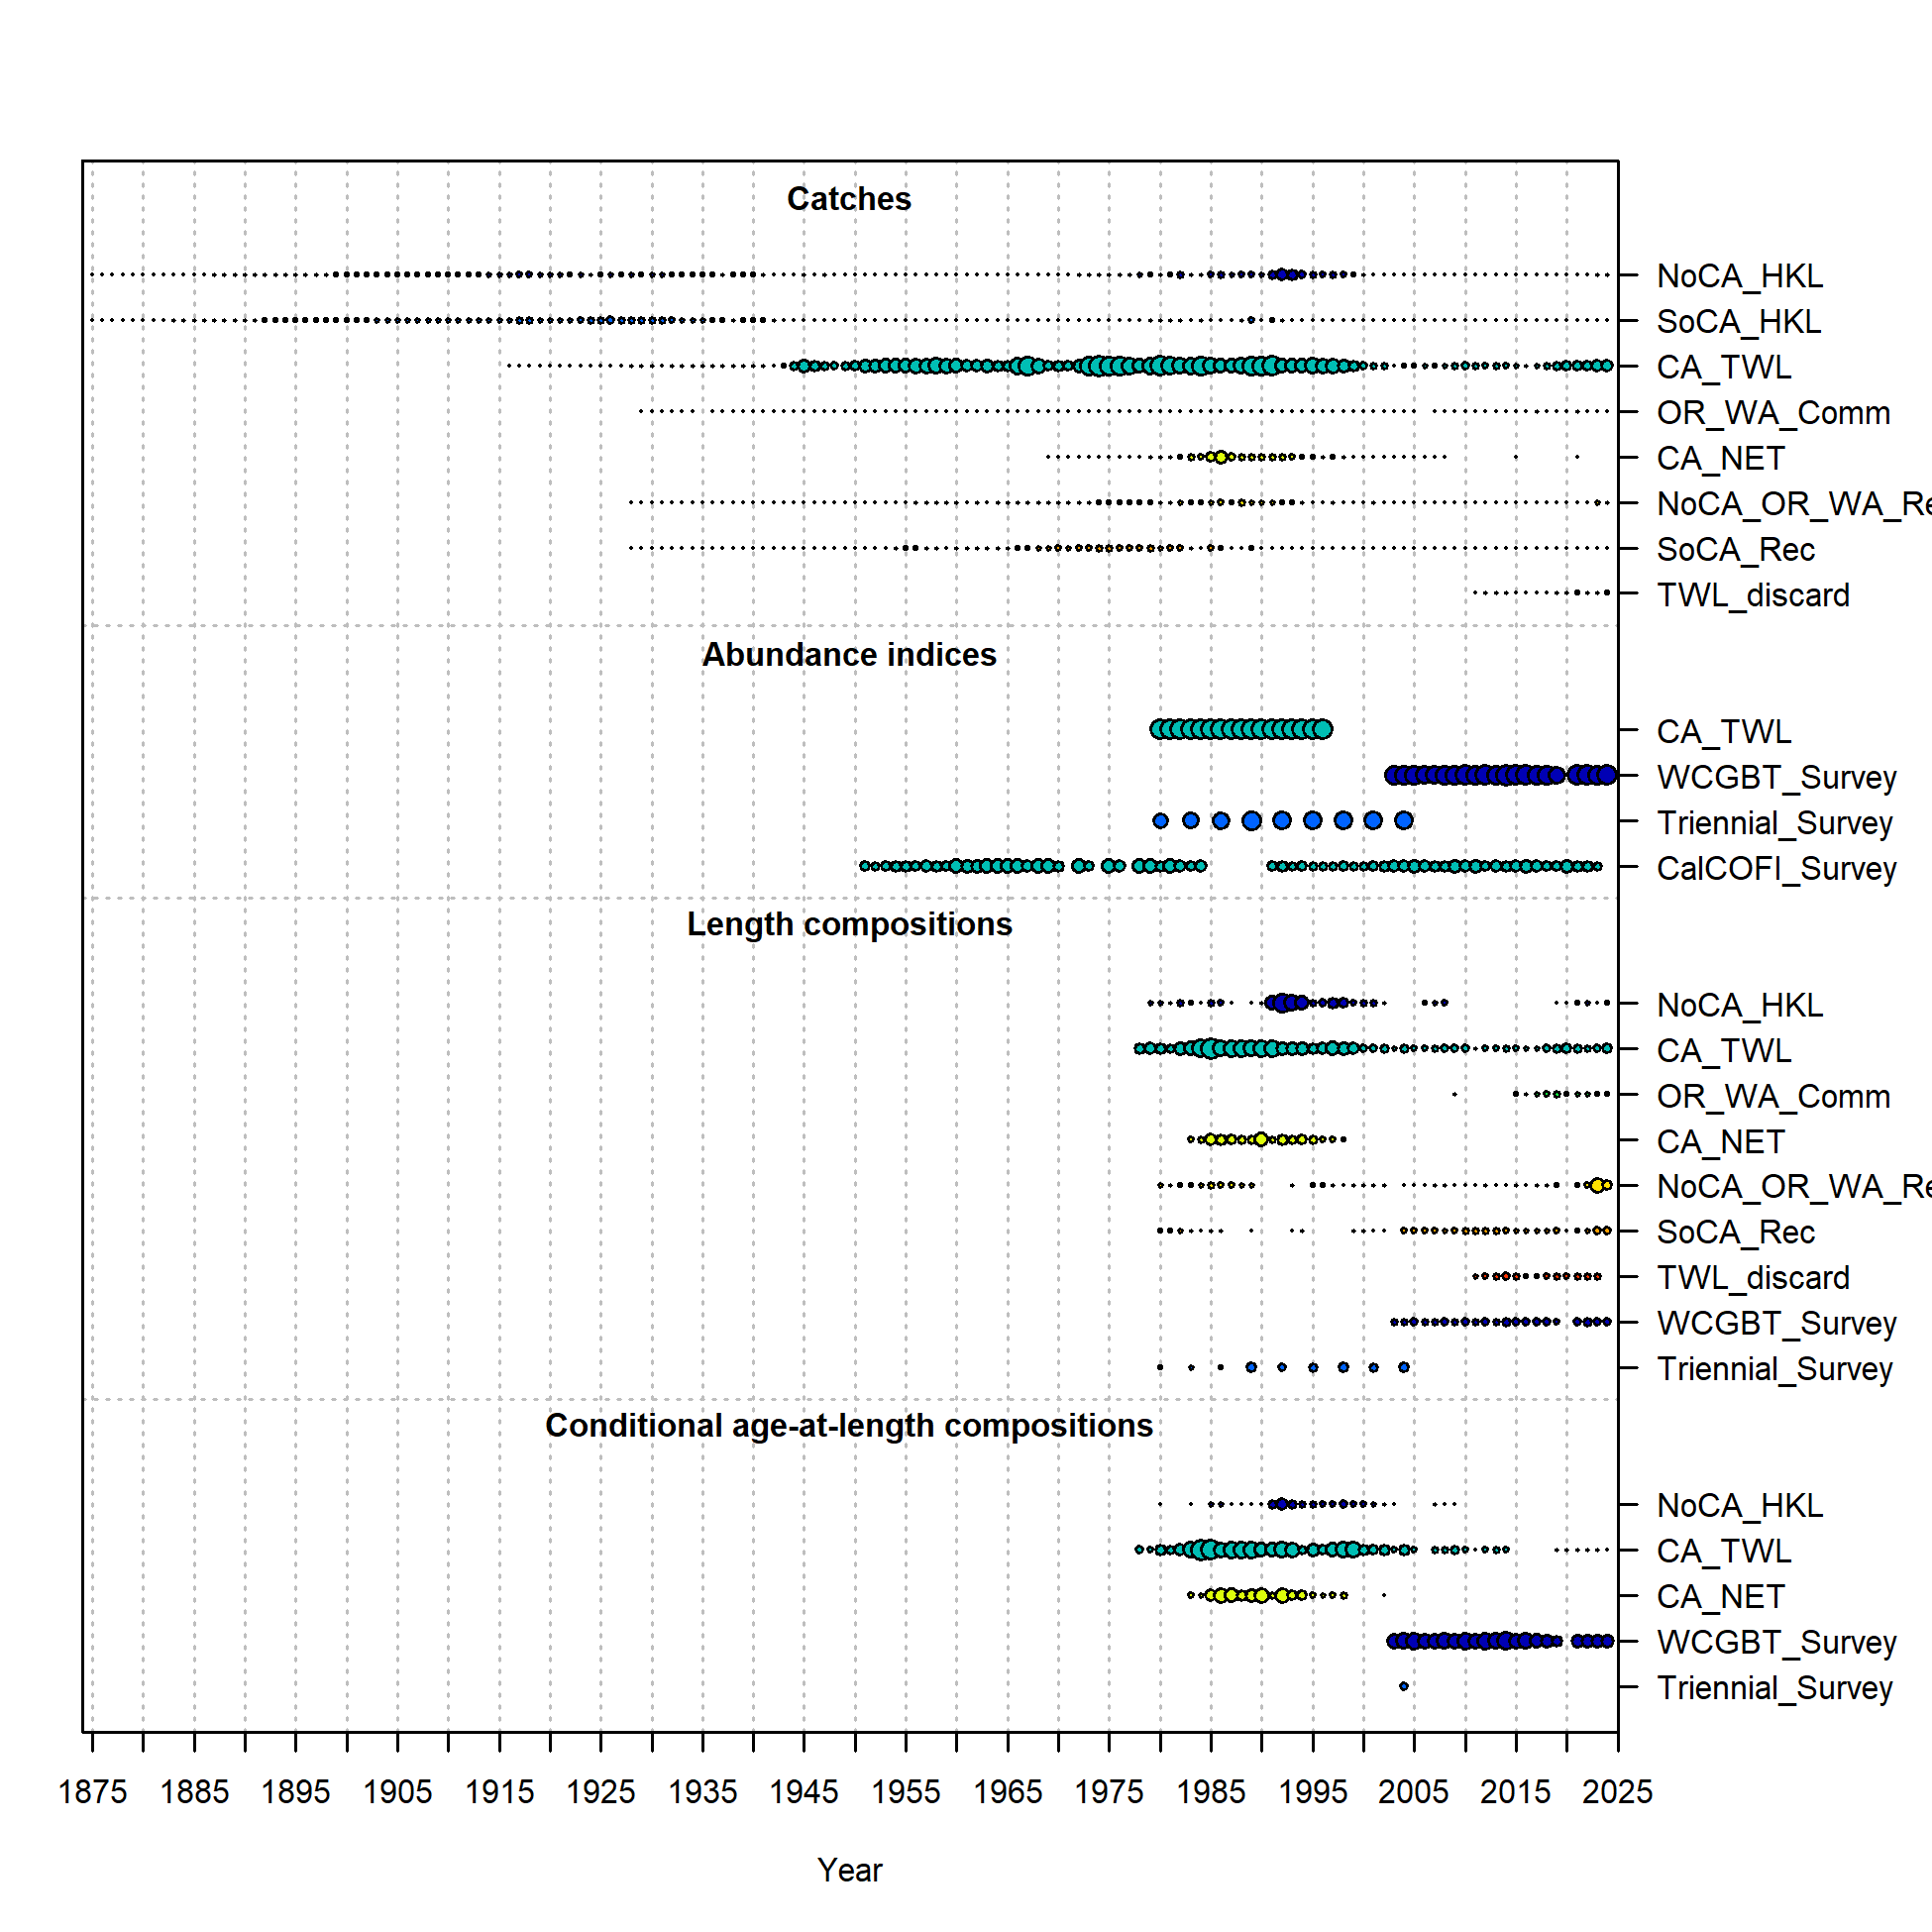 Catches
NoCA_HKL
SoCA_HKL
CA_TWL
OR_WA_Comm
CA_NET
NoCA_OR_WA_Re
SoCA_Rec
TWL_discard
Abundance indices
CA_TWL
WCGBT_Survey
Triennial_Survey
CalCOFI_Survey
Length compositions
NoCA_HKL
CA_TWL
OR_WA_Comm
CA_NET
NoCA_OR_WA_Re
SoCA_Rec
TWL_discard
WCGBT_Survey
Triennial_Survey
Conditional age-at-length compositions
NoCA_HKL
CA_TWL
CA_NET
WCGBT_Survey
Triennial_Survey
1875 1885 1895 1905 1915 1925 1935 1945 1955 1965 1975 1985 1995 2005 2015 2025
Year